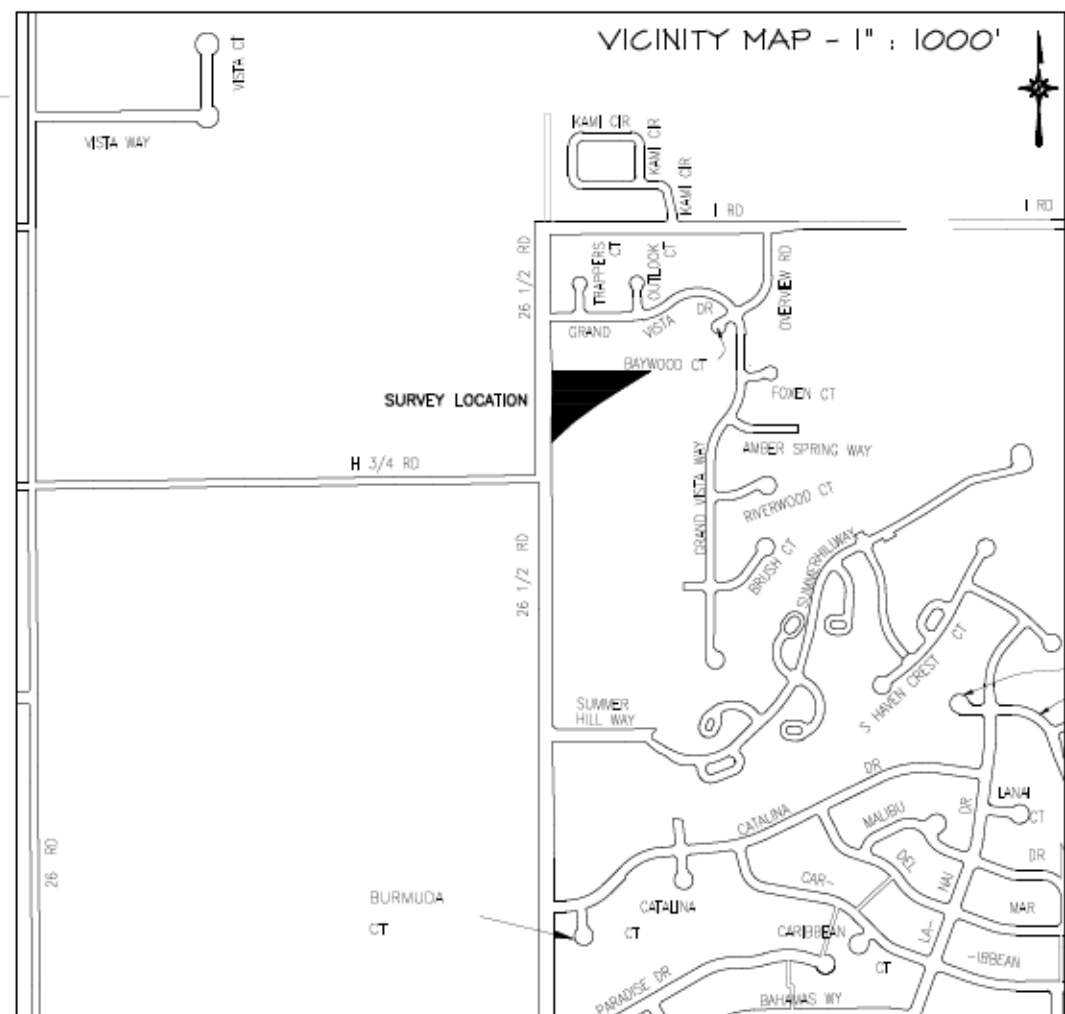 VICINITY MAP - 1" : 1000'
VISTA CT
VISTA WAY
KAMI CIR
KAMI CIR
KAMI CIR
I RD
I RD
26 1/2 RD
TRAPPERS
CT
OUTLOOK
CT
OVERVIEW RD
GRAND
VISTA
DR
BAYWOOD CT
FOXEN CT
SURVEY LOCATION
AMBER SPRING WAY
H 3/4 RD
GRAND VISTA WAY
RIVERWOOD CT
26 1/2 RD
BRUSH CT
SUMMERHILLWAY
S HAVEN CREST
CT
SUMMER
HILL WAY
DR
CATALINA
MALIBU
DR
LANAI
CT
DEL
DR
26 RD
NAI
CAR-
MAR
BURMUDA
CT
CATALINA
CT
CARIBBEAN
CT
LA-
-IBBEAN
PARADISE DR
BAHAMAS WY